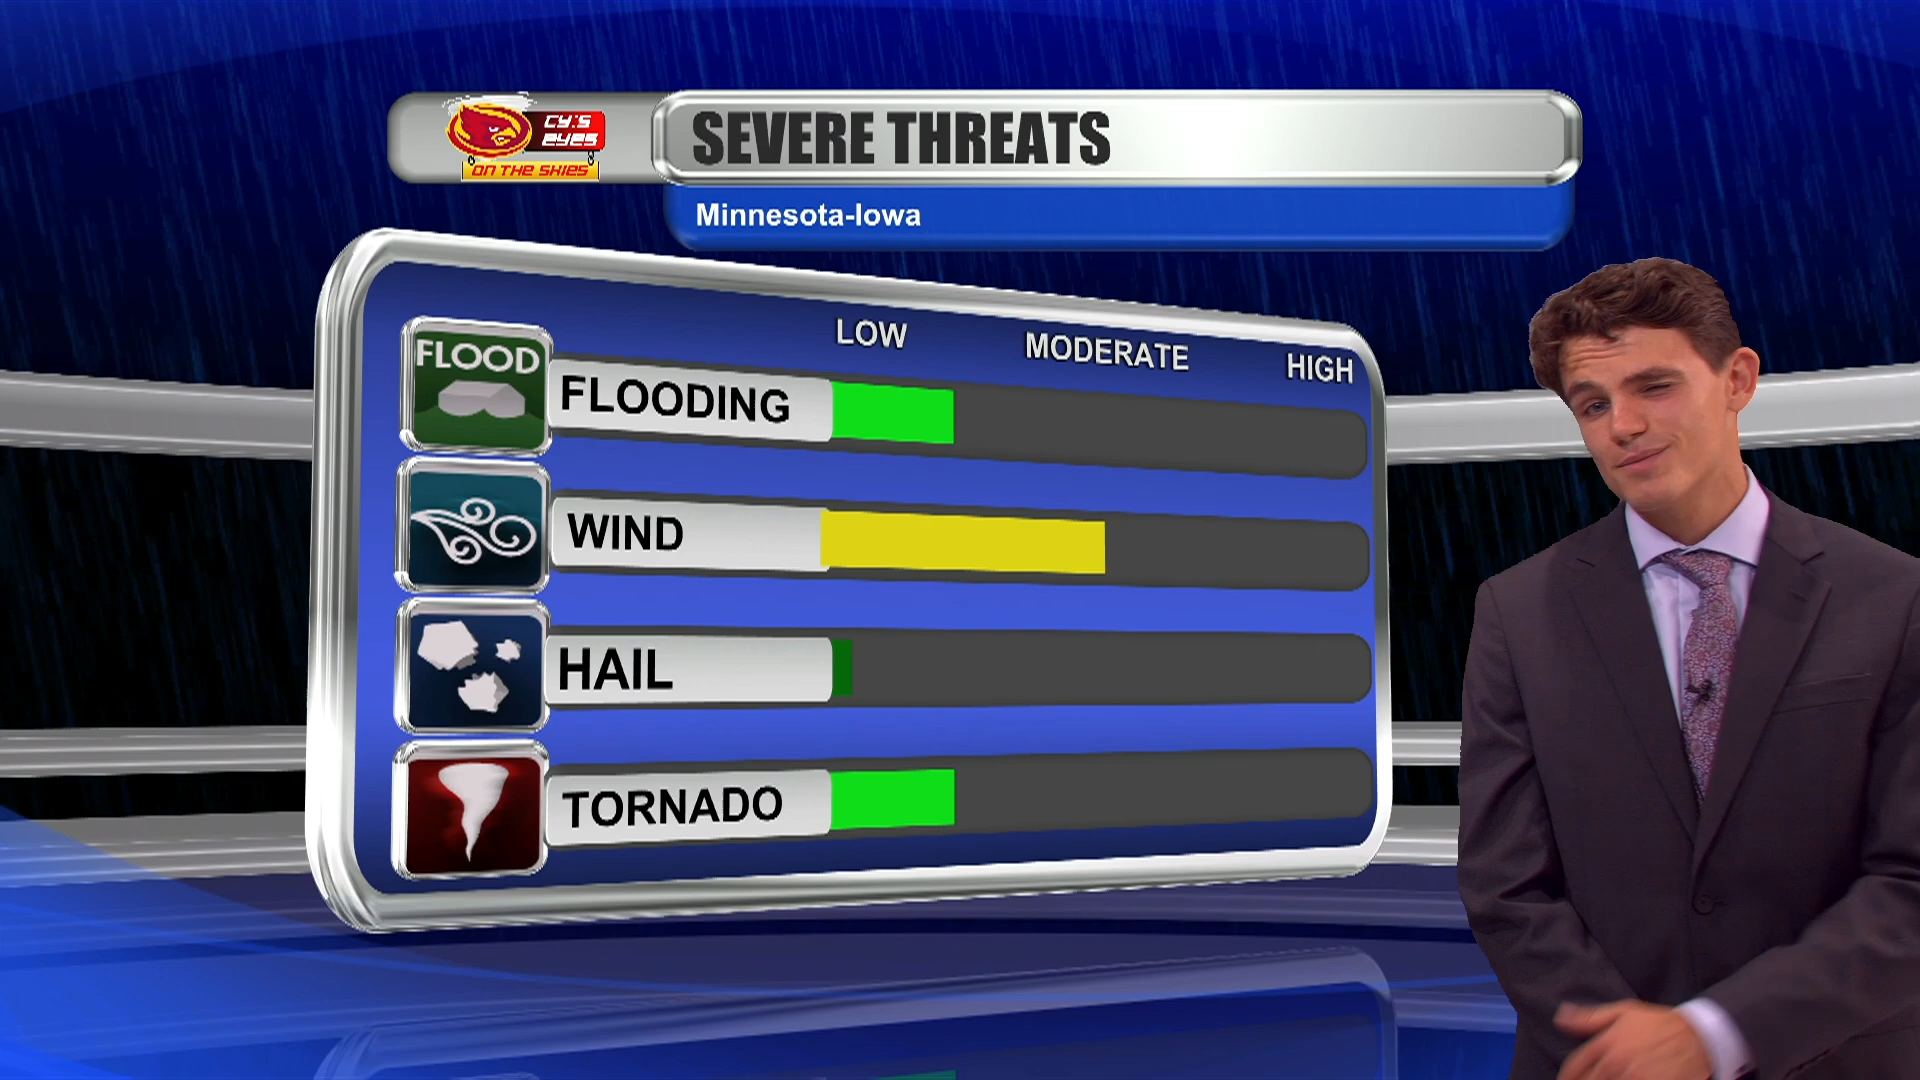 CY'S
EYES
ON THE SKIES
SEVERE THREATS
Minnesota-Iowa
LOW MODERATE HIGH
FLOOD
FLOODING
WIND
HAIL
TORNADO